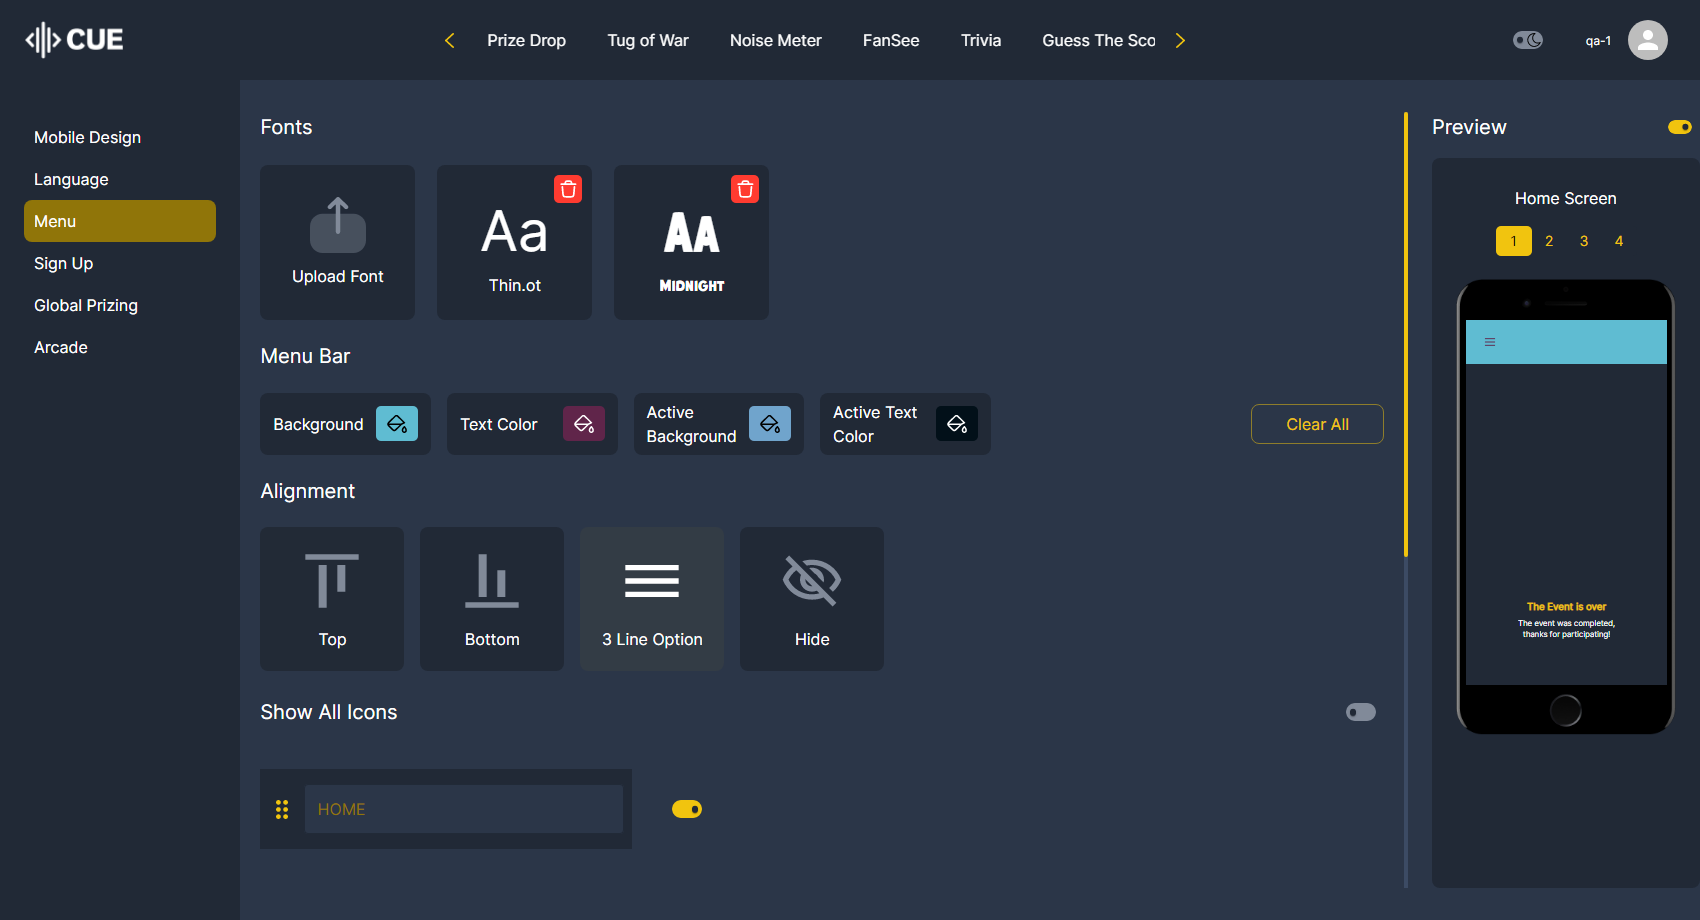 CUE
Prize Drop
Tug of War
Noise Meter
FanSee
Trivia
Guess The Sco
qa-1
Mobile Design
Language
Menu
Sign Up
Global Prizing
Arcade
Fonts
Upload Font
Aa
Thin.ot
AA
MIDNIGHT
Menu Bar
Background
Text Color
Active
Background
Active Text
Color
Clear All
Alignment
Top
Bottom
3 Line Option
Hide
Show All Icons
HOME
Preview
Home Screen
1 2 3 4
The Event is over
The event was completed,
thanks for participating!